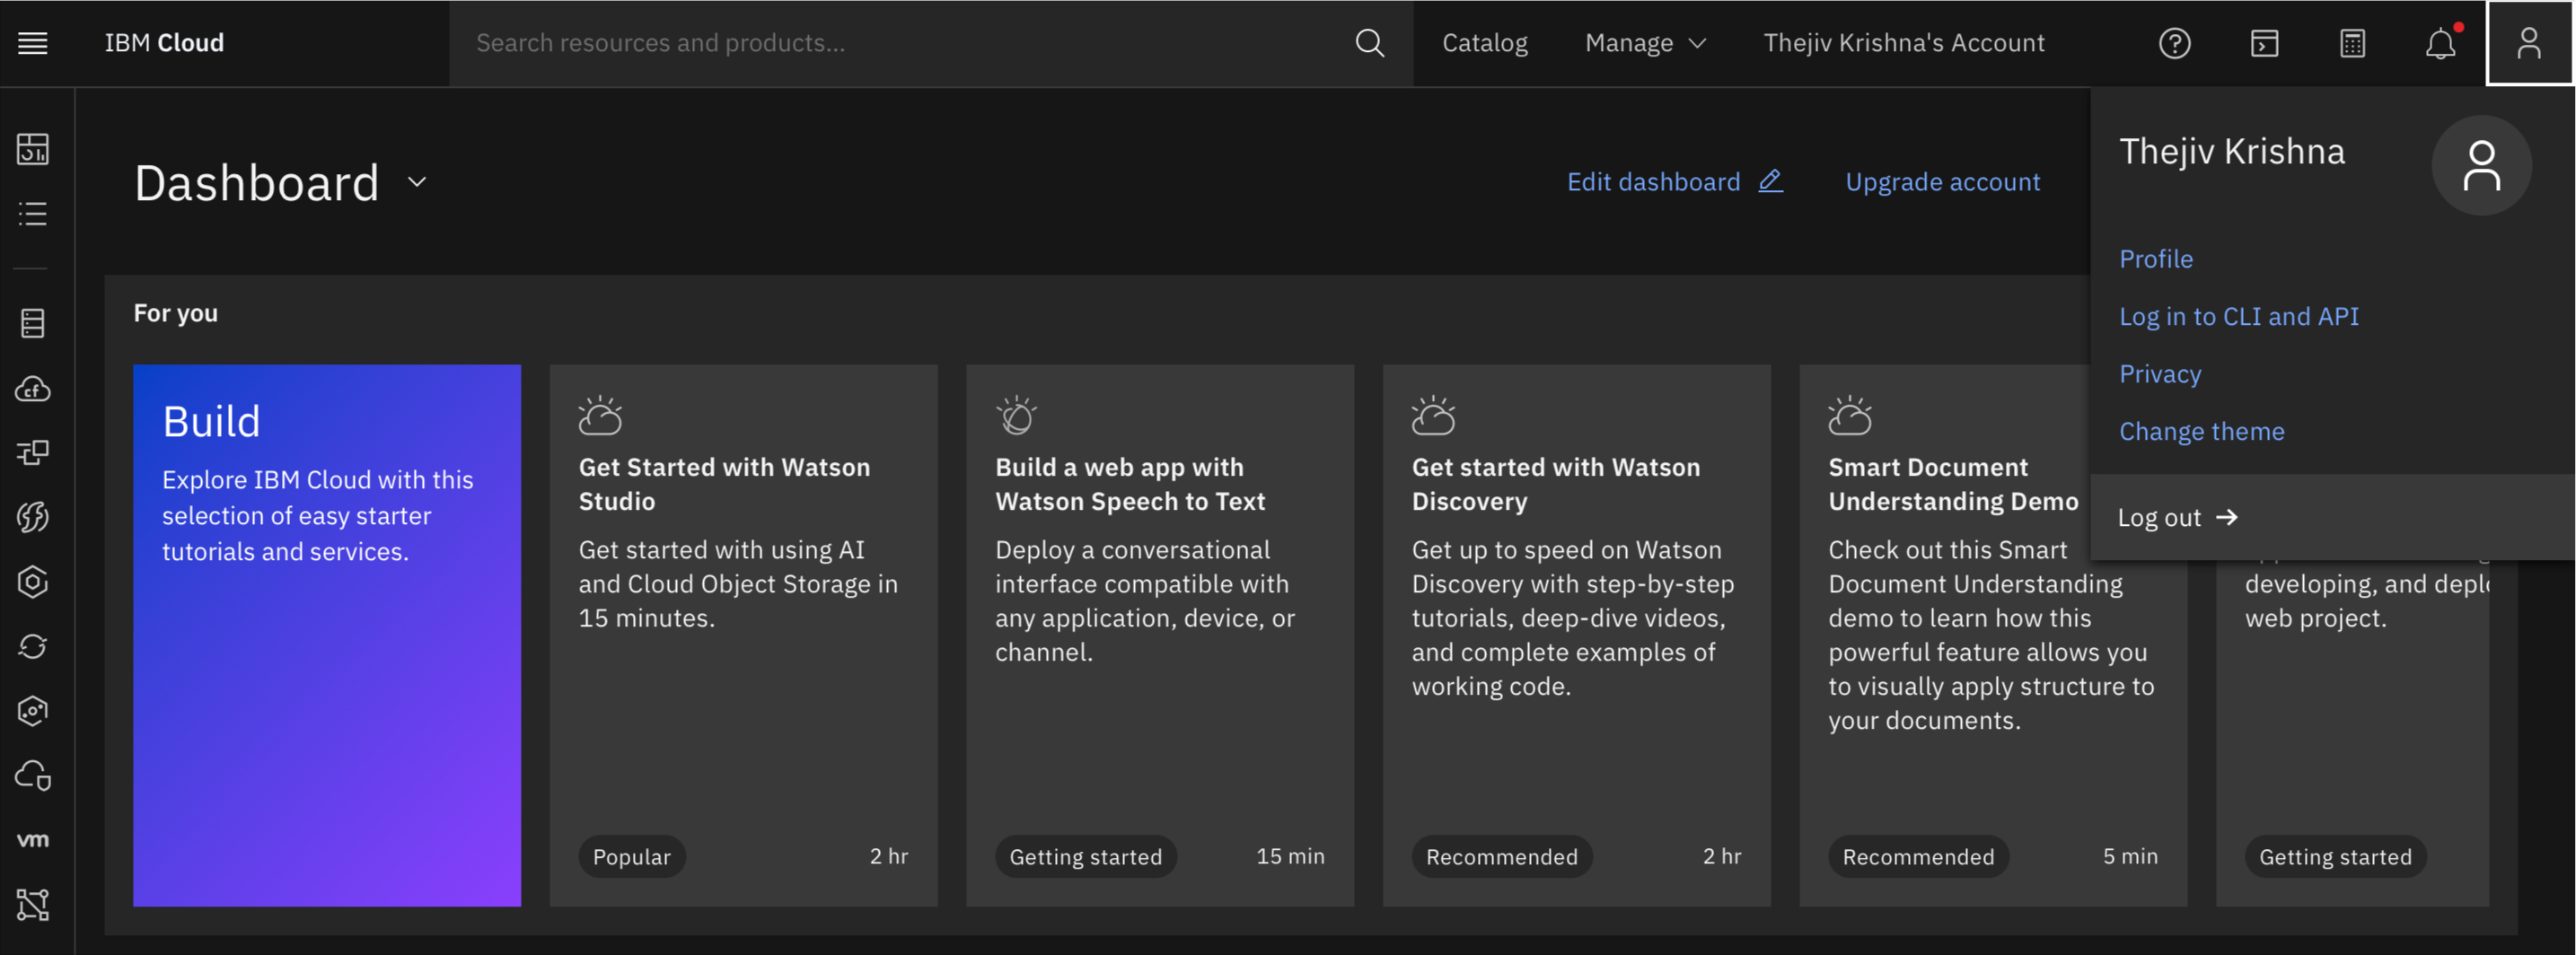 IBM Cloud
Search resources and products...
Catalog
Manage
Thejiv Krishna's Account
Dashboard
Edit dashboard
Upgrade account
Thejiv Krishna
Profile
Log in to CLI and API
Privacy
Change theme
Log out
For you
Build
Explore IBM Cloud with this
selection of easy starter
tutorials and services.
Get Started with Watson
Studio
Get started with using AI
and Cloud Object Storage in
15 minutes.
Popular
2 hr
Build a web app with
Watson Speech to Text
Deploy a conversational
interface compatible with
any application, device, or
channel.
Getting started
15 min
Get started with Watson
Discovery
Get up to speed on Watson
Discovery with step-by-step
tutorials, deep-dive videos,
and complete examples of
working code.
Recommended
2 hr
Smart Document
Understanding Demo
Check out this Smart
Document Understanding
demo to learn how this
powerful feature allows you
to visually apply structure to
your documents.
Recommended
5 min
developing, and
web project.
Getting started
cf
vm